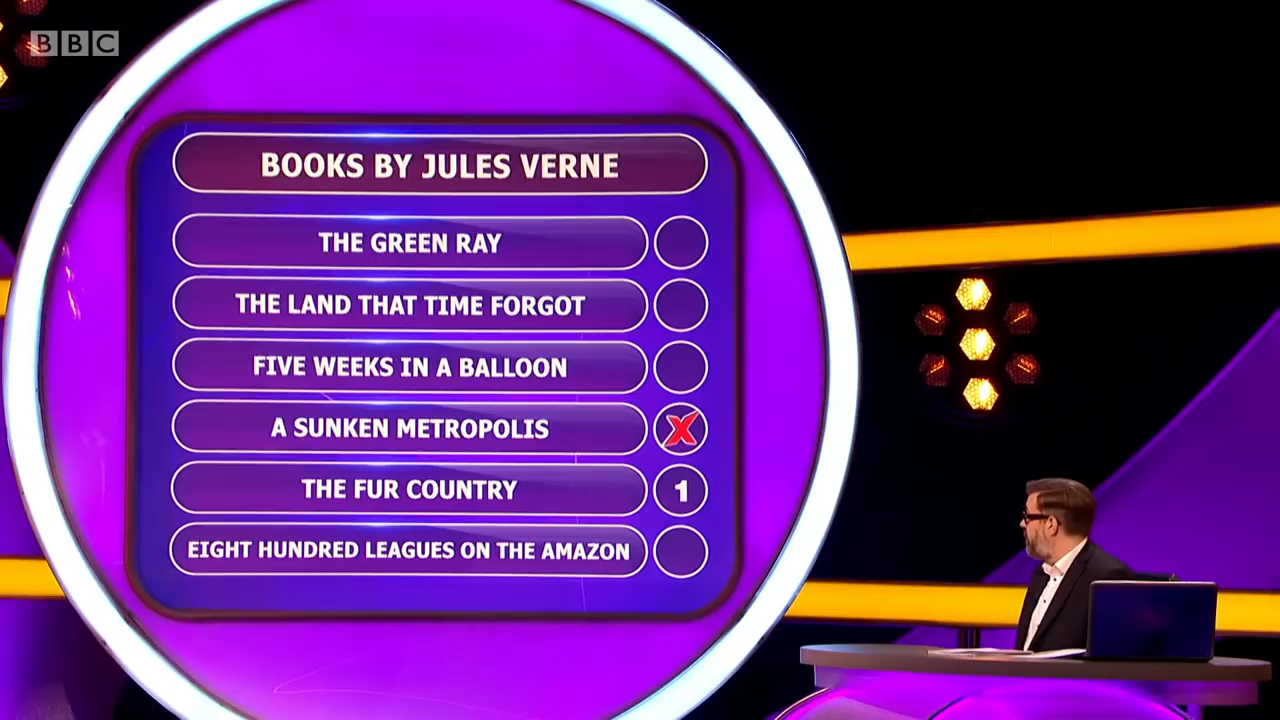 BBC
BOOKS BY JULES VERNE
THE GREEN RAY
THE LAND THAT TIME FORGOT
FIVE WEEKS IN A BALLOON
A SUNKEN METROPOLIS
X
THE FUR COUNTRY
1
EIGHT HUNDRED LEAGUES ON THE AMAZON